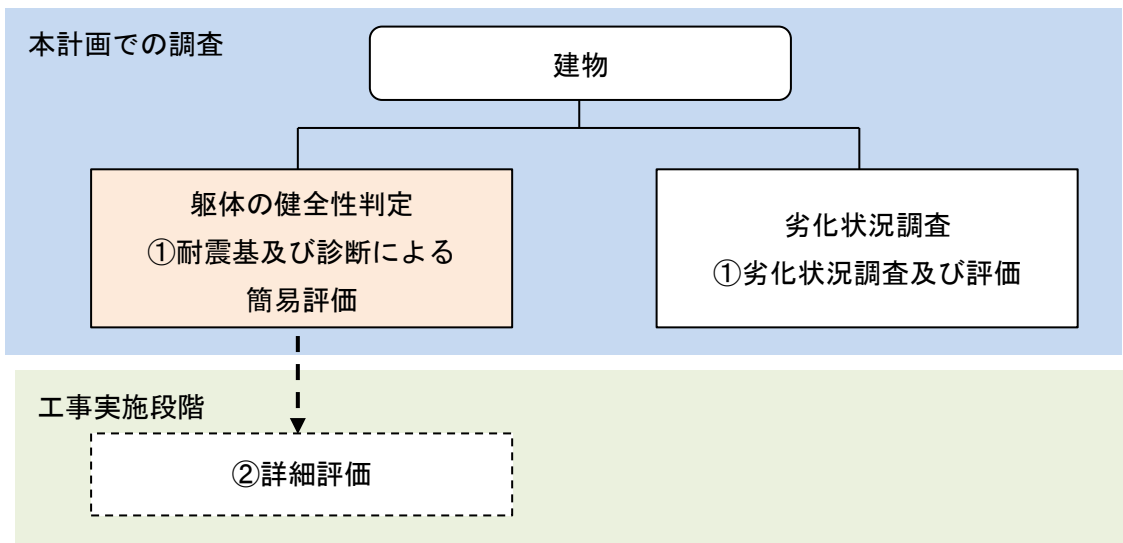 本計画での調査
建物
躯体の健全性判定
①耐震基及び診断による
簡易評価
劣化状況調査
①劣化状況調査及び評価
工事実施段階
②詳細評価